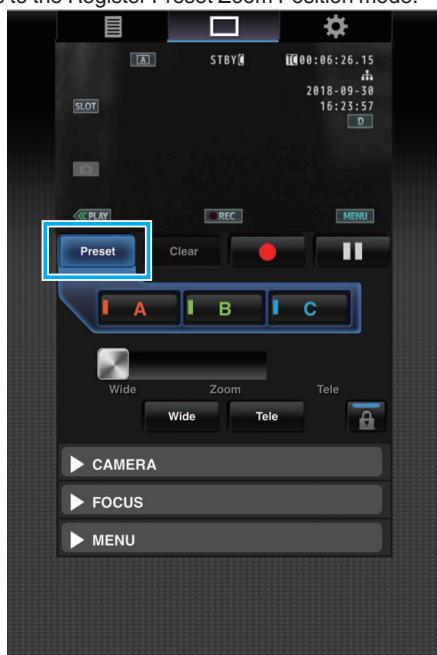 s to the Register Preset Zoom Position mode.
A STBY C TC 00:06:26.15
2018-09-30
SLOT 16:23:57
D
PLAY REC MENU
Preset Clear
A B C
Wide Zoom Tele
Wide Tele
CAMERA
FOCUS
MENU